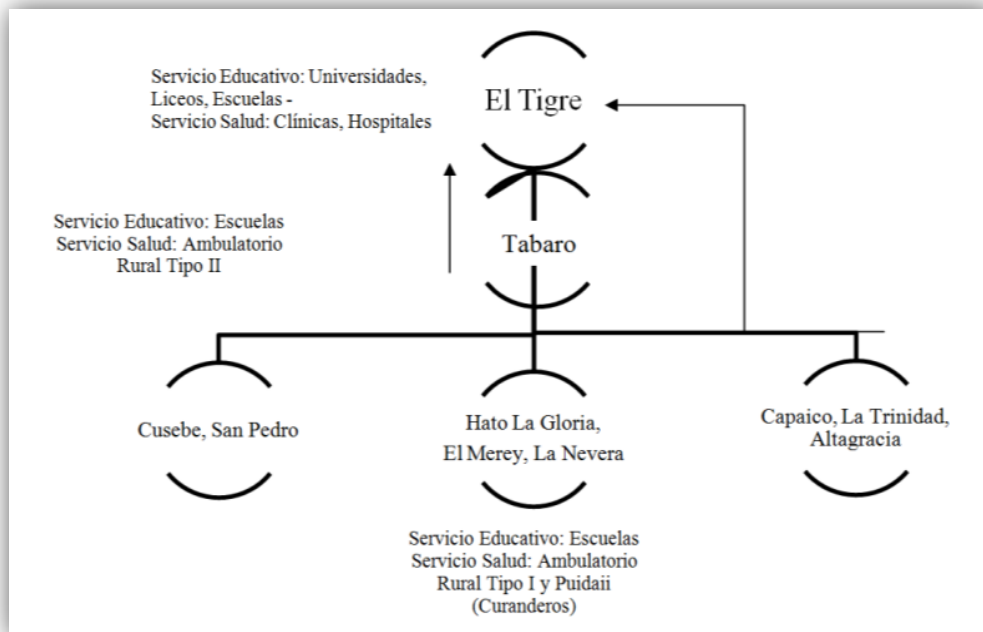 Servicio Educativo: Universidades,
Liceos, Escuelas -
Servicio Salud: Clínicas, Hospitales
El Tigre
Servicio Educativo: Escuelas
Servicio Salud: Ambulatorio
Rural Tipo II
Tabaro
Cusebe, San Pedro
Hato La Gloria,
El Merey, La Nevera
Capaico, La Trinidad,
Altagracia
Servicio Educativo: Escuelas
Servicio Salud: Ambulatorio
Rural Tipo I y Puidaii
(Curanderos)